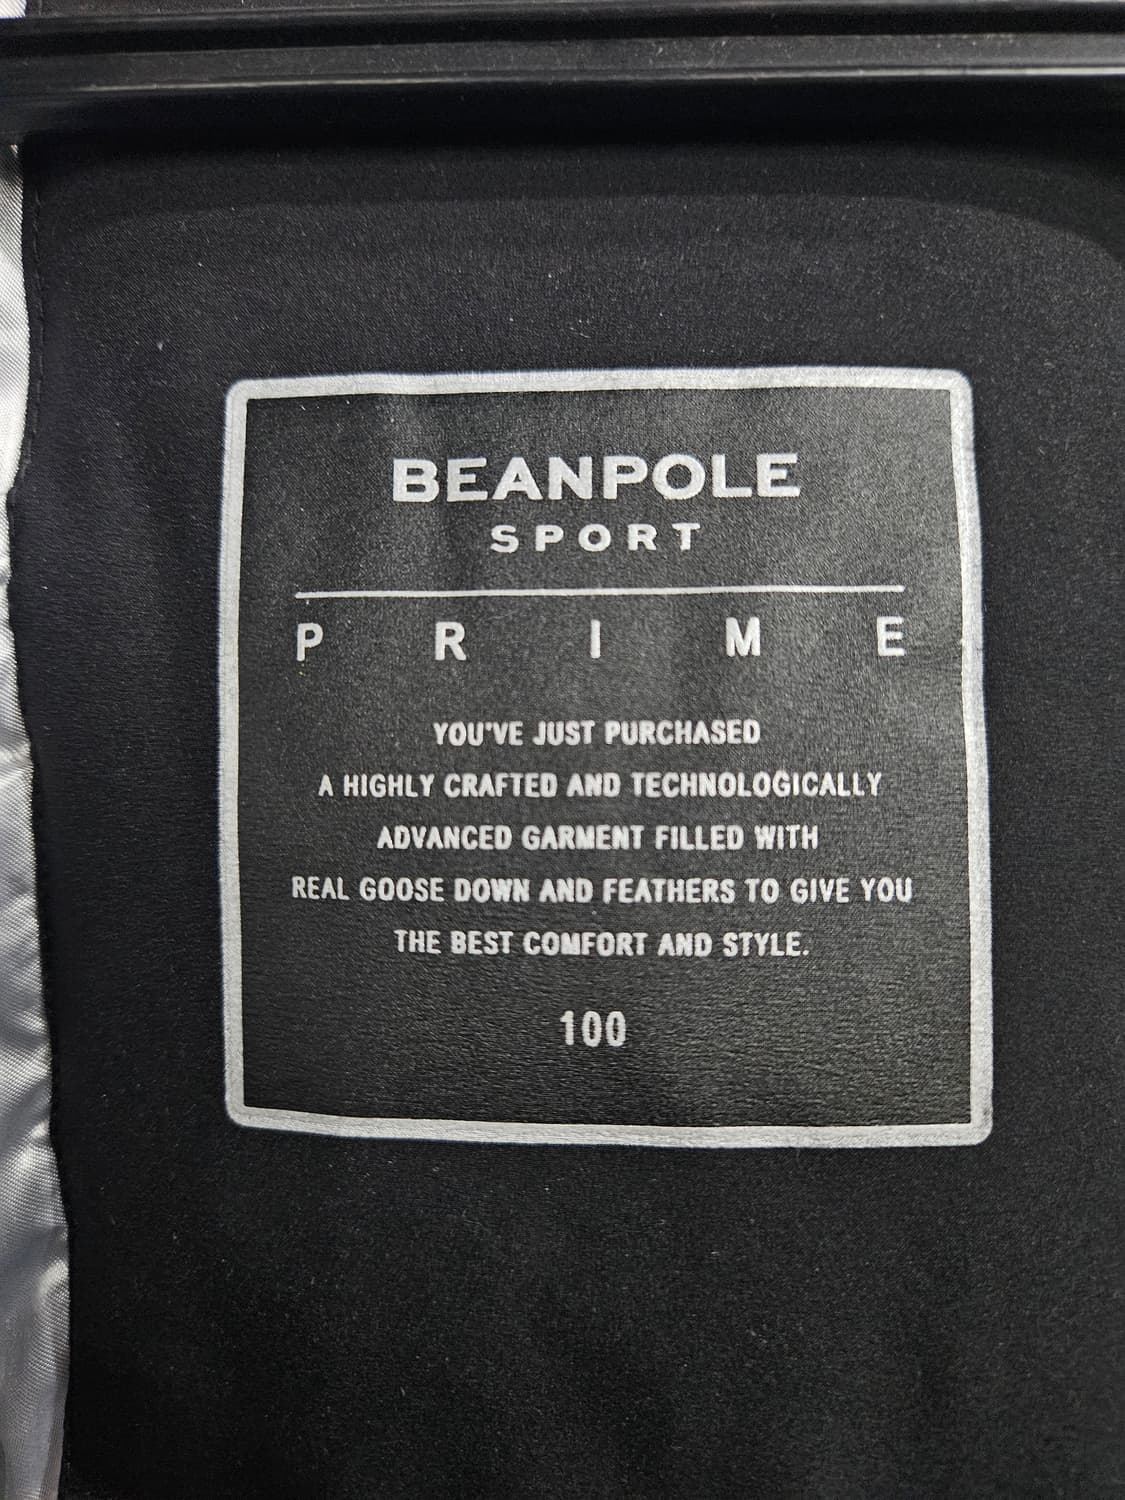 BEANPOLE
SPORT
PRIME
YOU'VE JUST PURCHASED
A HIGHLY CRAFTED AND TECHNOLOGICALLY
ADVANCED GARMENT FILLED WITH
REAL GOOSE DOWN AND FEATHERS TO GIVE YOU
THE BEST COMFORT AND STYLE.
100